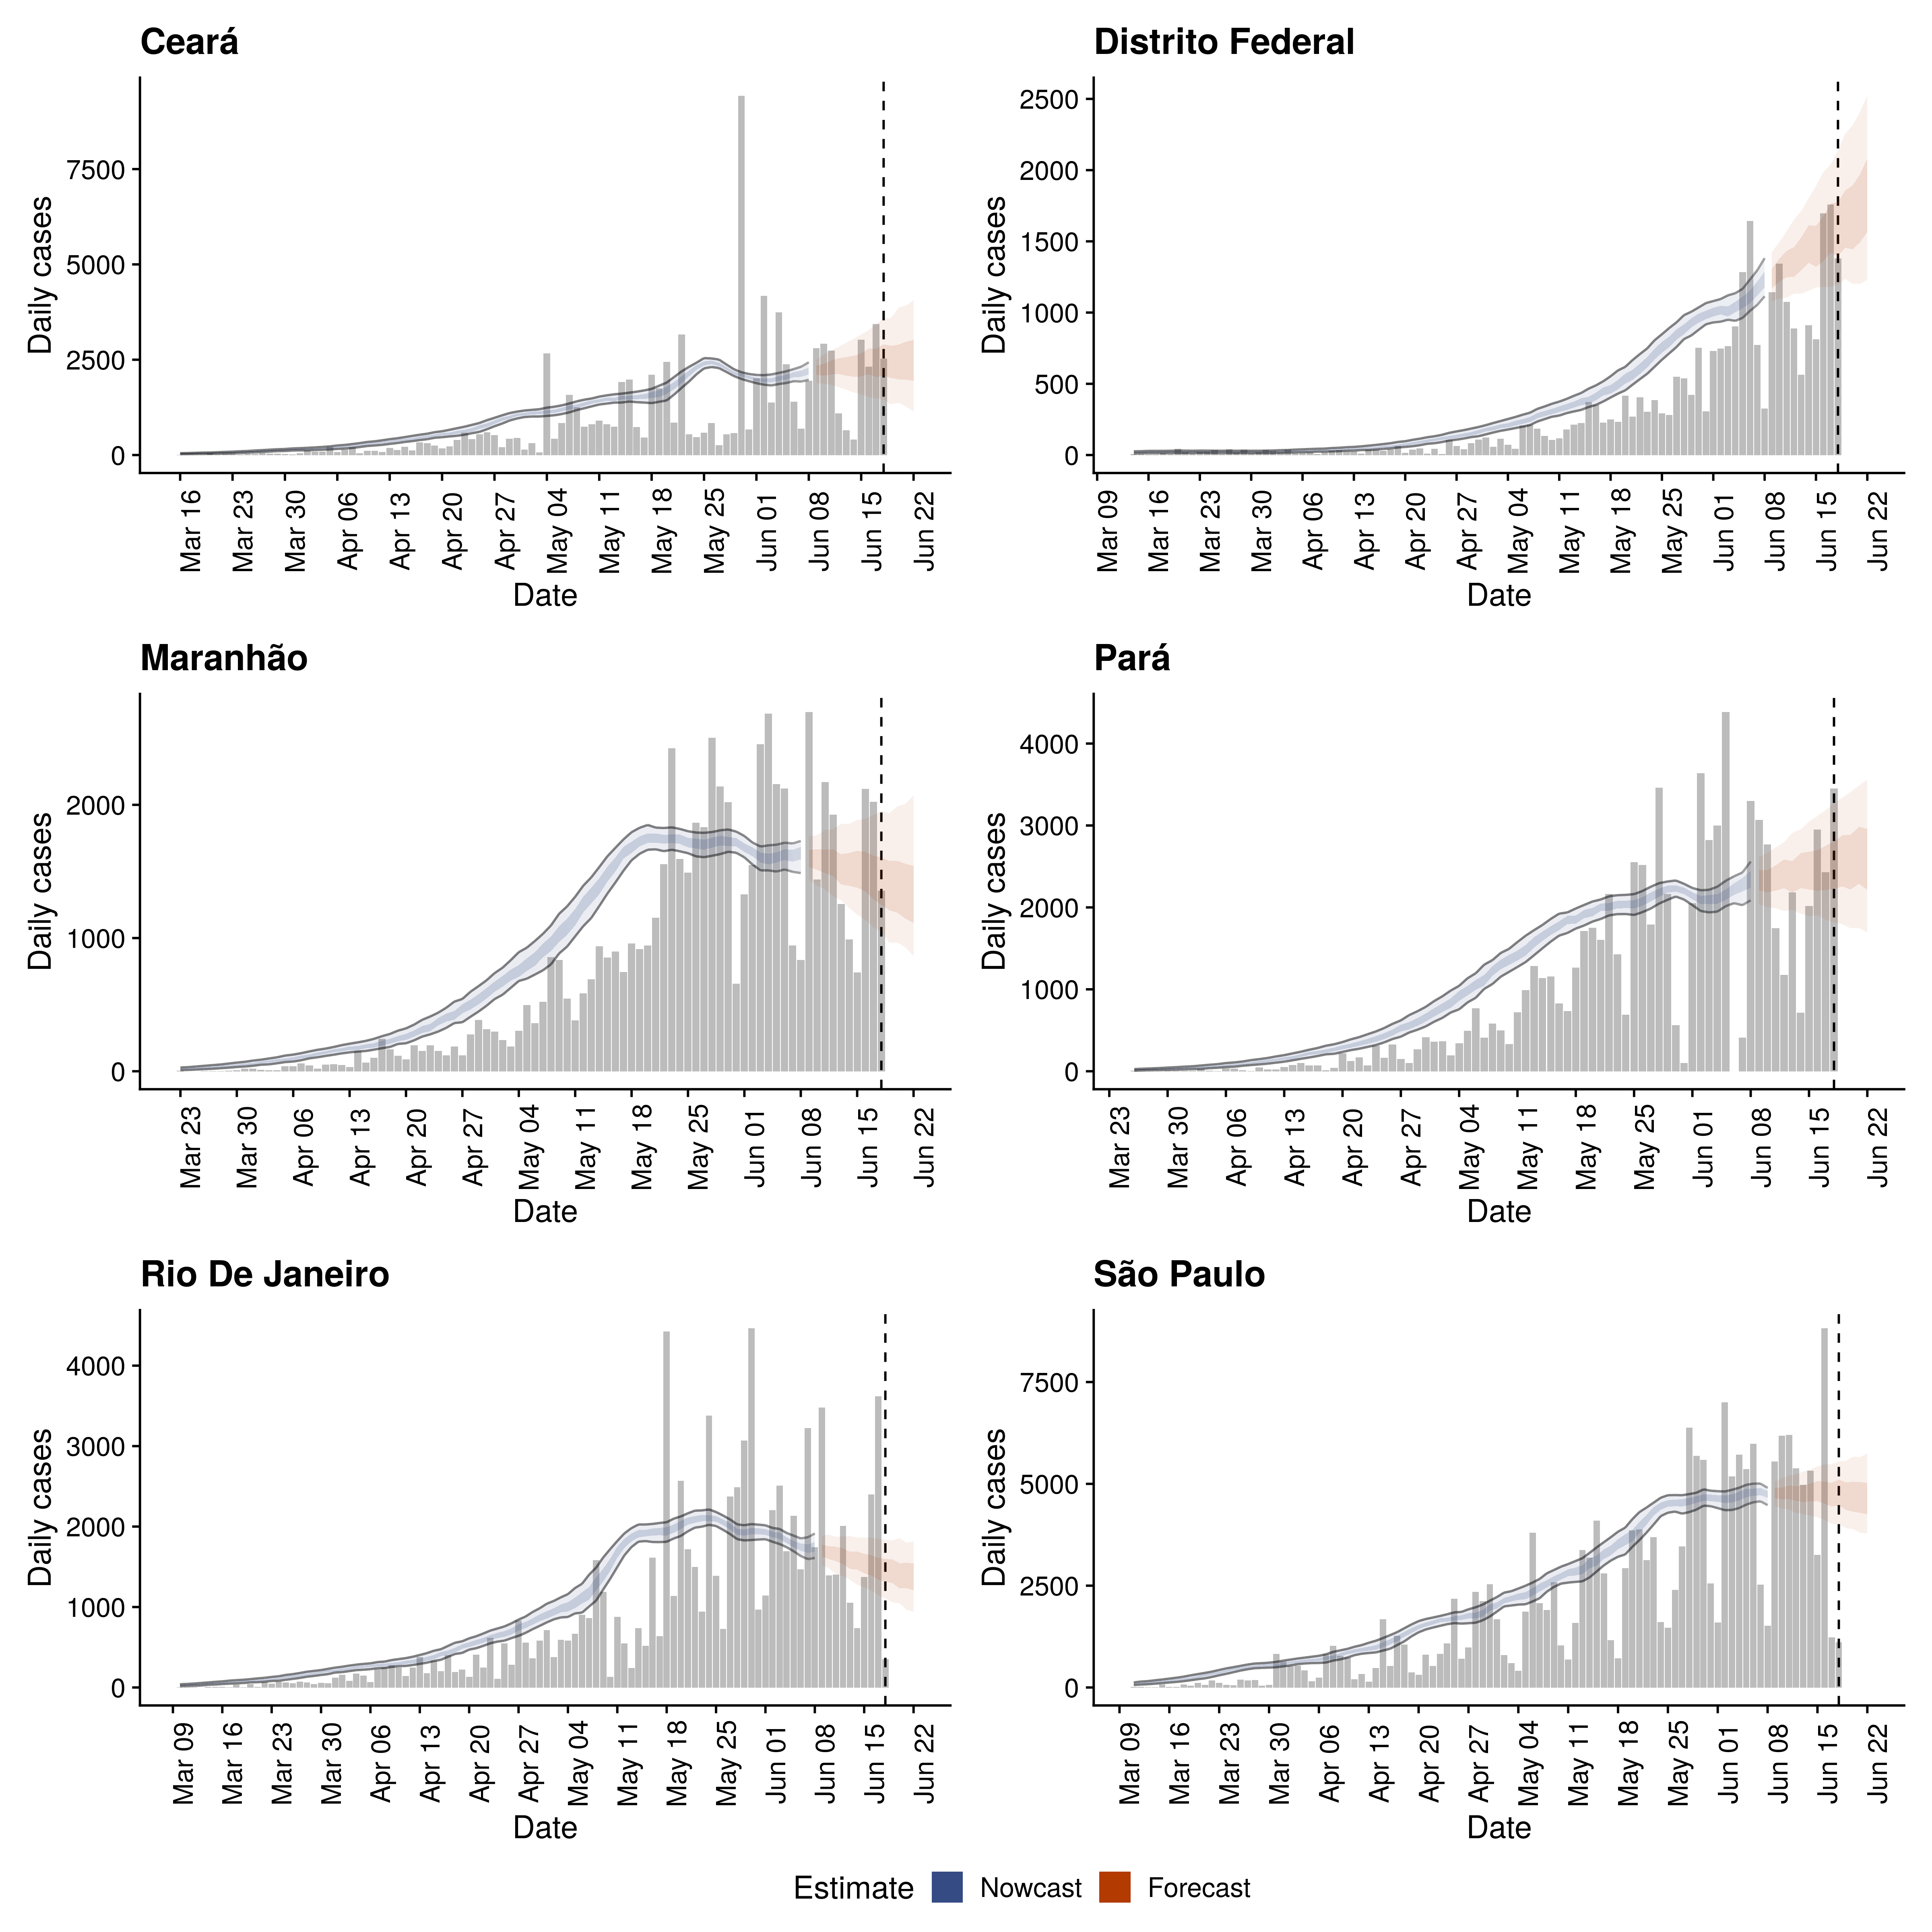 Ceará
Daily cases
7500
5000
2500
0
Mar 16
Mar 23
Mar 30
Apr 06
Apr 13
Apr 20
Apr 27
May 04
May 11
May 18
May 25
Jun 01
Jun 08
Jun 15
Jun 22
Date
Distrito Federal
Daily cases
2500
2000
1500
1000
500
0
Mar 09
Mar 16
Mar 23
Mar 30
Apr 06
Apr 13
Apr 20
Apr 27
May 04
May 11
May 18
May 25
Jun 01
Jun 08
Jun 15
Jun 22
Date
Maranhão
Daily cases
2000
1000
0
Mar 23
Mar 30
Apr 06
Apr 13
Apr 20
Apr 27
May 04
May 11
May 18
May 25
Jun 01
Jun 08
Jun 15
Jun 22
Date
Pará
Daily cases
4000
3000
2000
1000
0
Mar 23
Mar 30
Apr 06
Apr 13
Apr 20
Apr 27
May 04
May 11
May 18
May 25
Jun 01
Jun 08
Jun 15
Jun 22
Date
Rio De Janeiro
Daily cases
4000
3000
2000
1000
0
Mar 09
Mar 16
Mar 23
Mar 30
Apr 06
Apr 13
Apr 20
Apr 27
May 04
May 11
May 18
May 25
Jun 01
Jun 08
Jun 15
Jun 22
Date
São Paulo
Daily cases
7500
5000
2500
0
Mar 09
Mar 16
Mar 23
Mar 30
Apr 06
Apr 13
Apr 20
Apr 27
May 04
May 11
May 18
May 25
Jun 01
Jun 08
Jun 15
Jun 22
Date
Estimate Nowcast Forecast